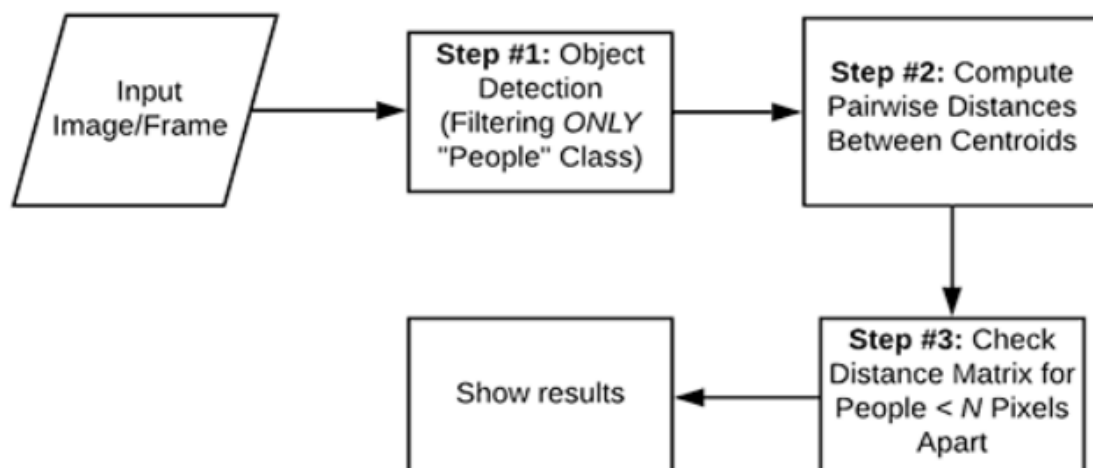 Input
Image/Frame
Step #1: Object
Detection
(Filtering ONLY
"People" Class)
Step #2: Compute
Pairwise Distances
Between Centroids
Step #3: Check
Distance Matrix for
People < N Pixels
Apart
Show results